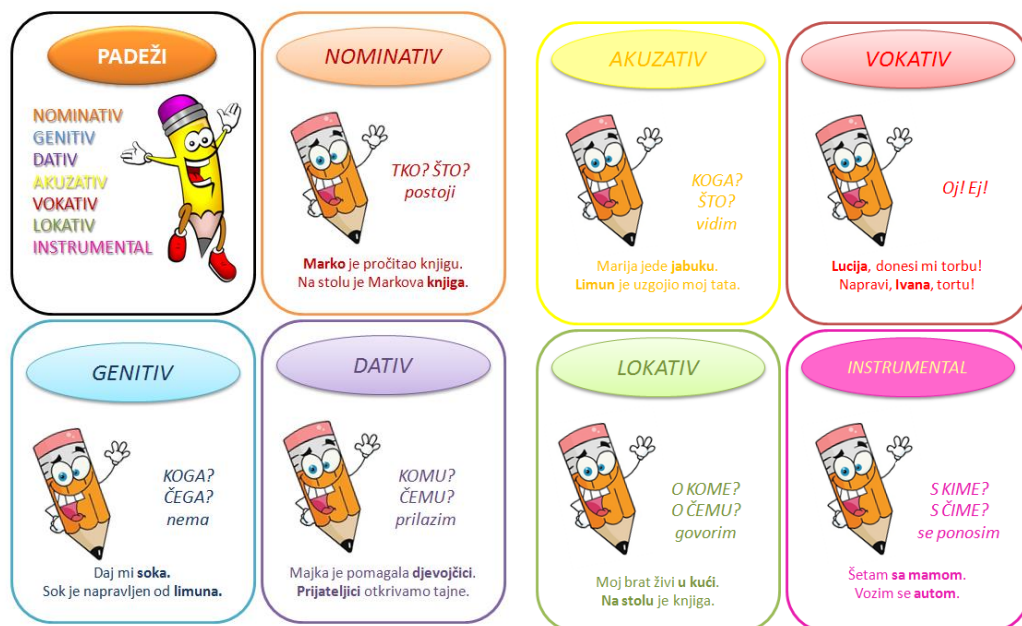 PADEŽI
NOMINATIV
GENITIV
DATIV
AKUZATIV
VOKATIV
LOKATIV
INSTRUMENTAL
NOMINATIV
TKO? ŠTO?
postoji
Marko je pročitao knjigu.
Na stolu je Markova knjiga.
AKUZATIV
KOGA?
ŠTO?
vidim
Marija jede jabuku.
Limun je uzgojio moj tata.
VOKATIV
Oj! Ej!
Lucija, donesi mi torbu!
Napravi, Ivana, tortu!
GENITIV
KOGA?
ČEGA?
nema
Daj mi soka.
Sok je napravljen od limuna.
DATIV
KOMU?
ČEMU?
prilazim
Majka je pomagala djevojčici.
Prijateljici otkrivamo tajne.
LOKATIV
O KOME?
O ČEMU?
govorim
Moj brat živi u kući.
Na stolu je knjiga.
INSTRUMENTAL
S KIME?
S ČIME?
se ponosim
Šetam sa mamom.
Vozim se autom.